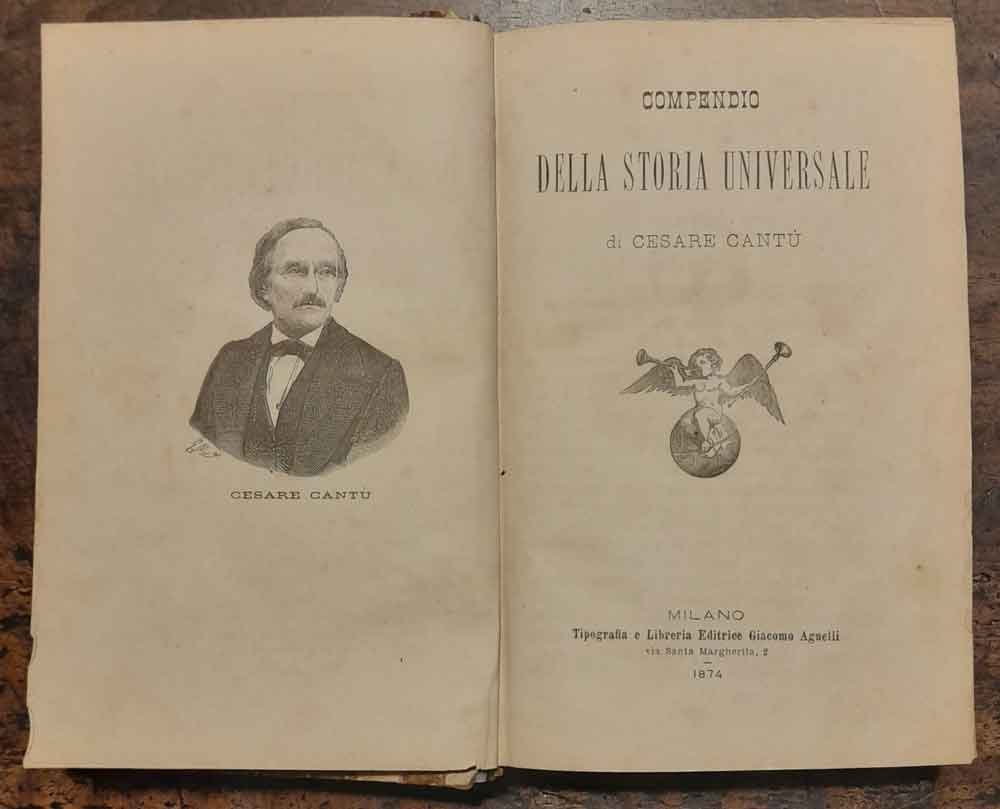 CESARE CANTÙ
COMPENDIO
DELLA STORIA UNIVERSALE
di CESARE CANTÙ
MILANO
Tipografia e Libreria Editrice Giacomo Agnelli
via Santa Margherita, 2
1874